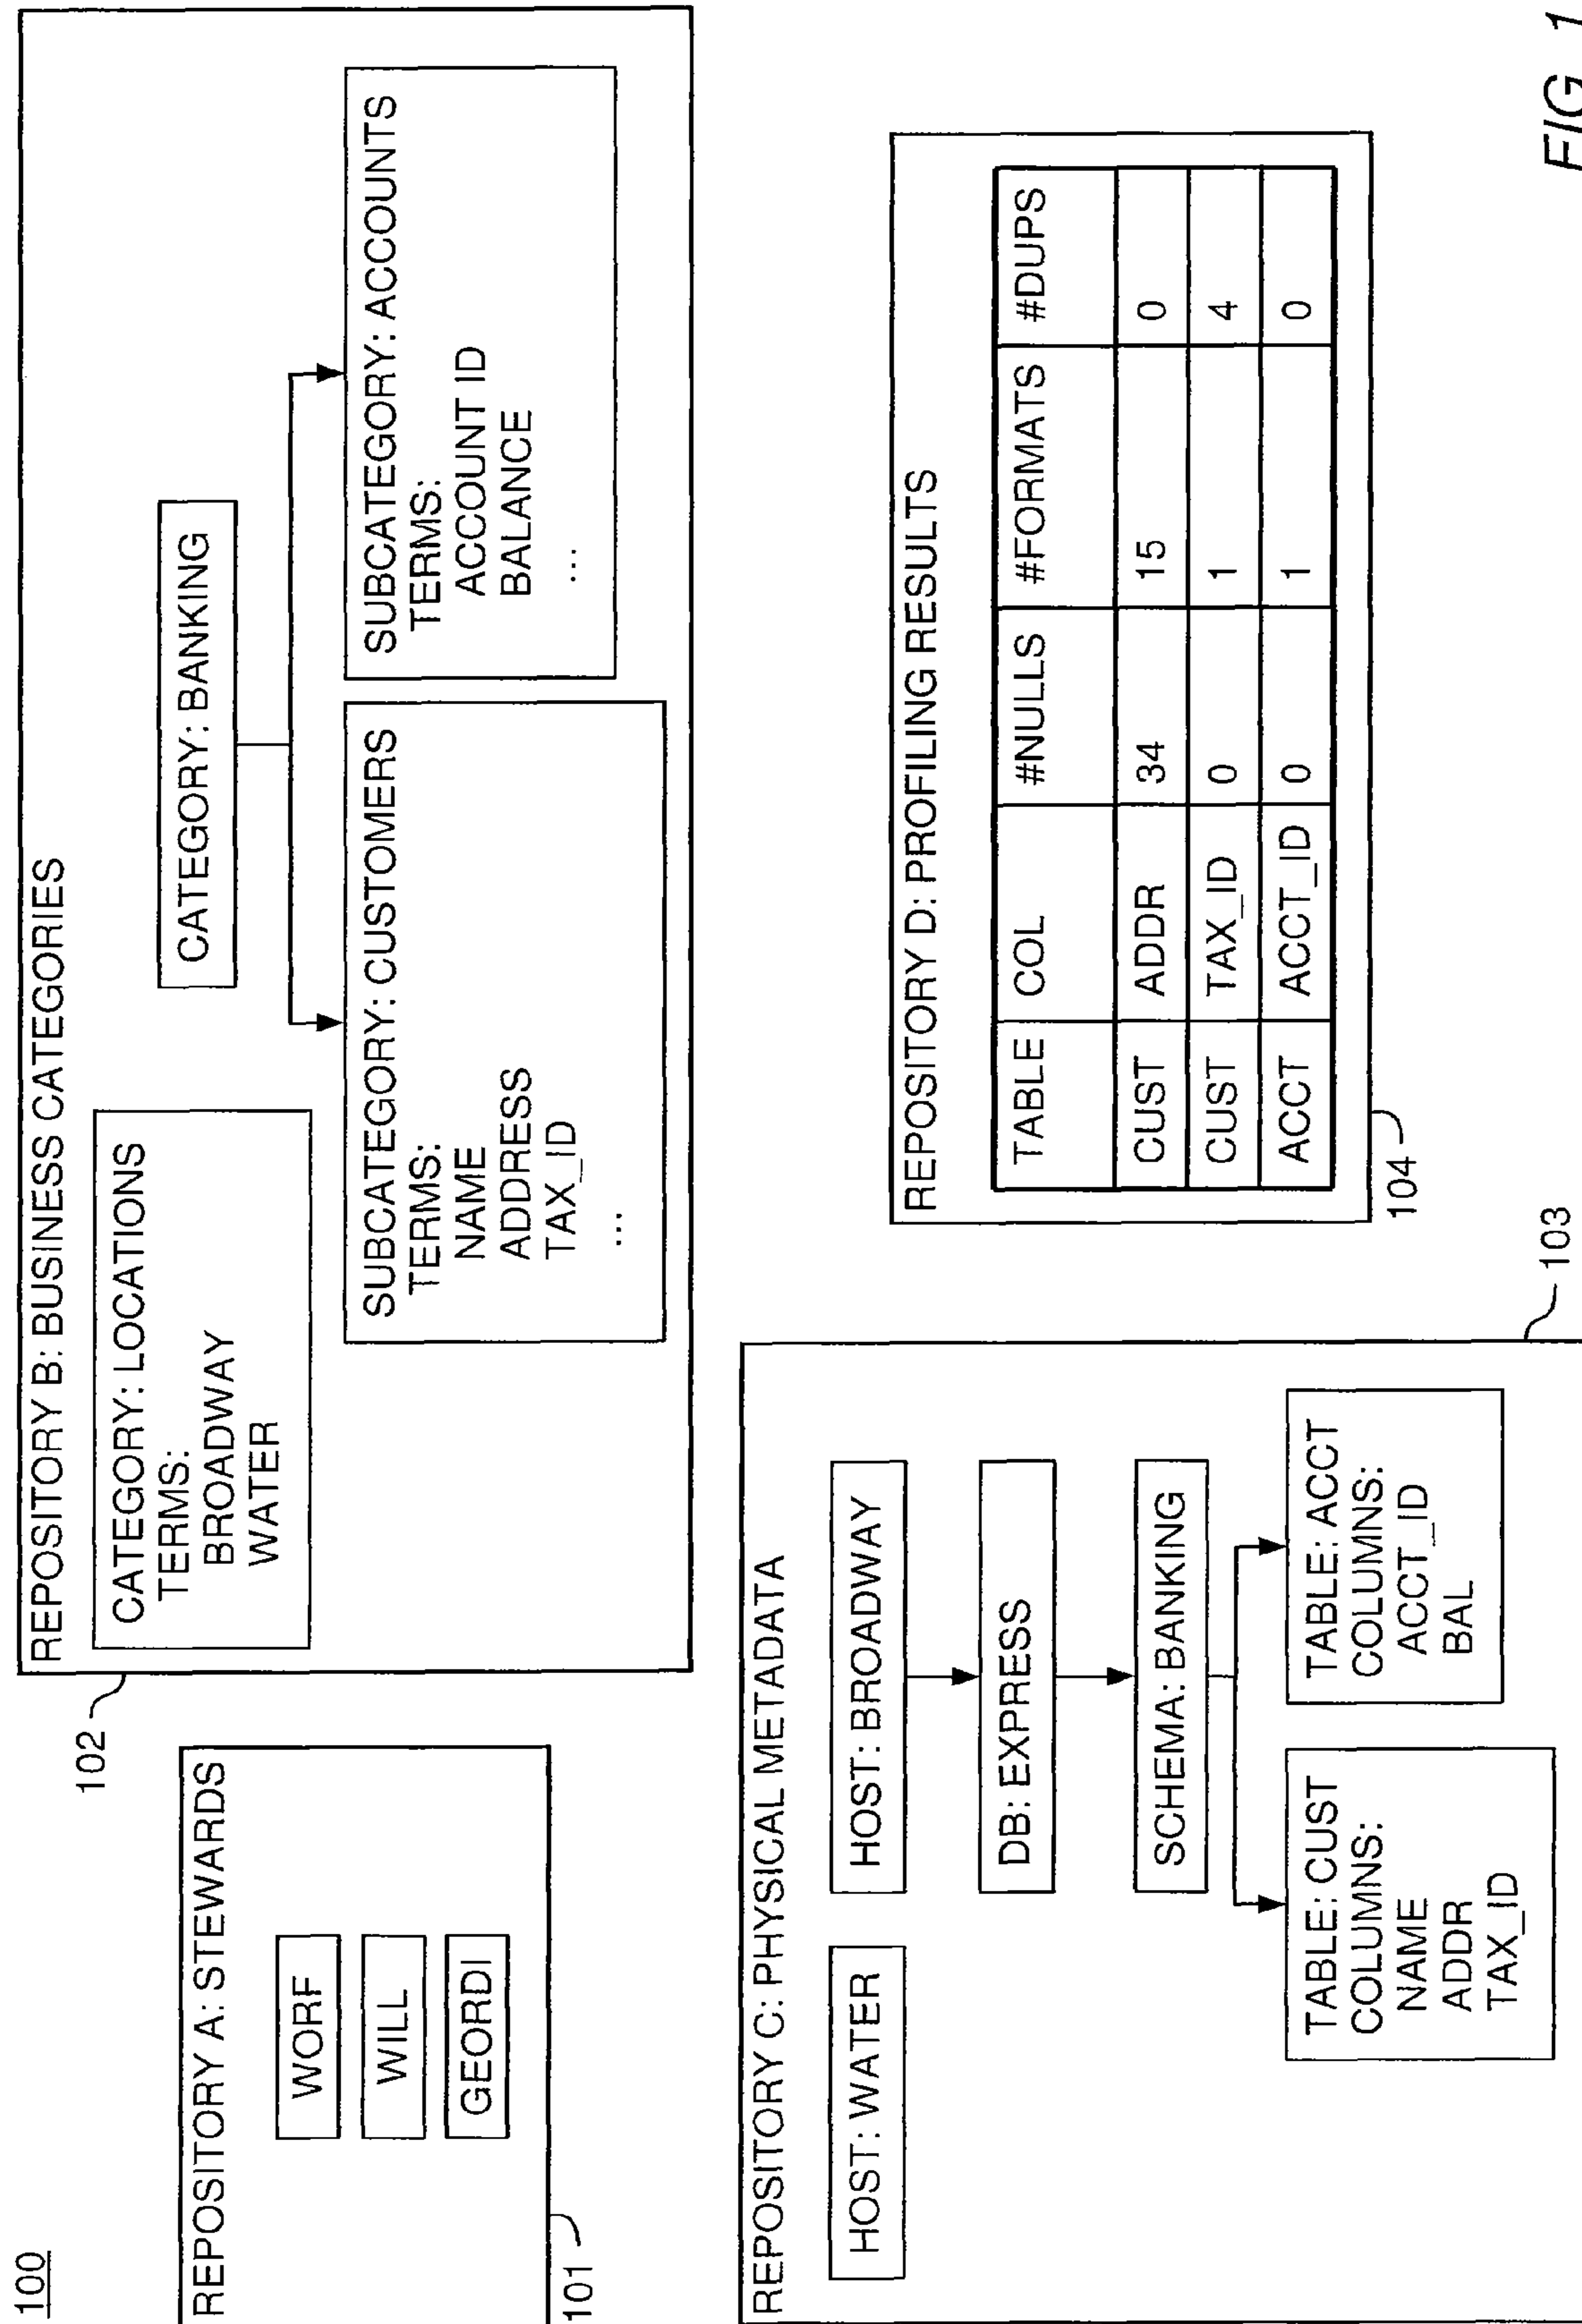 100
REPOSITORY A: STEWARDS
WORF
WILL
GEORDI
101
102
REPOSITORY B: BUSINESS CATEGORIES
CATEGORY: LOCATIONS
TERMS:
BROADWAY
WATER
CATEGORY: BANKING
SUBCATEGORY: CUSTOMERS
TERMS:
NAME
ADDRESS
TAX_ID
...
SUBCATEGORY: ACCOUNTS
TERMS:
ACCOUNT ID
BALANCE
...
REPOSITORY C: PHYSICAL METADATA
HOST: WATER
HOST: BROADWAY
DB: EXPRESS
SCHEMA: BANKING
TABLE: CUST
COLUMNS:
NAME
ADDR
TAX_ID
TABLE: ACCT
COLUMNS:
ACCT_ID
BAL
103
REPOSITORY D: PROFILING RESULTS
TABLE COL #NULLS #FORMATS #DUPS
CUST ADDR 34 15 0
CUST TAX_ID 0 1 4
ACCT ACCT_ID 0 1 0
104
FIG. 1